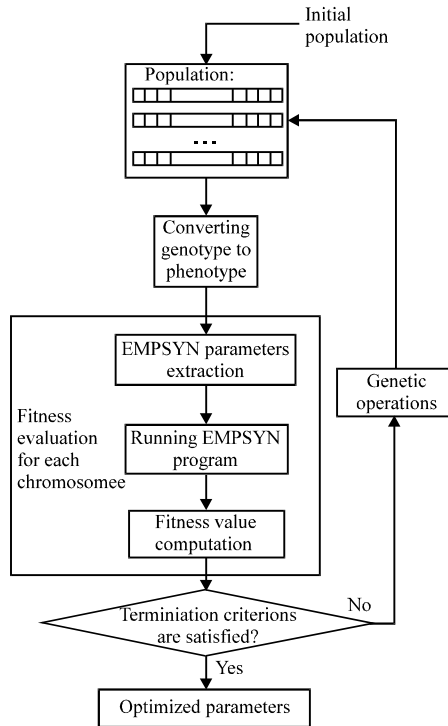 Initial
population
Population:
...
Converting
genotype to
phenotype
EMPSYN parameters
extraction
Fitness
evaluation
for each
chromosomee
Running EMPSYN
program
Fitness value
computation
Genetic
operations
Terminiation criterions
are satisfied?
No
Yes
Optimized parameters